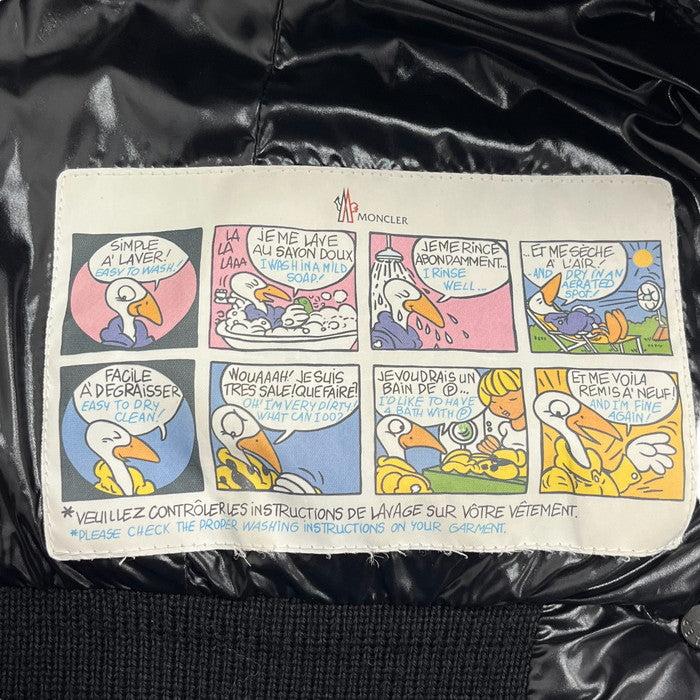 MONCLER
SIMPLE
A' LAVER!
EASY TO WASH!
LA
LA
LAAA
JE ME LAVE
AU SAVON DOUX
I WASH IN A MILD
SOAP!
JE ME RINCE
ABONDAMMENT...
I RINSE
WELL...
...ET ME SÈCHE
A' L'AIR!
...AND DRY IN AN
AERATED
SPOT!
FACILE
A' DEGRAISSER
EASY TO DRY
CLEAN!
WOUAAAH! JE SUIS
TRES SALE! QUE FAIRE!
OH! I'M VERY DIRTY
WHAT CAN I DO?
JE VOUDRAIS UN
BAIN DE Ⓟ...
I'D LIKE TO HAVE
A BATH WITH Ⓟ
ET ME VOILA
REMIS A' NEUF!
AND I'M FINE
AGAIN!
*VEUILLEZ CONTRÔLER LES INSTRUCTIONS DE LAVAGE SUR VÔTRE VÊTEMENT.
*PLEASE CHECK THE PROPER WASHING INSTRUCTIONS ON YOUR GARMENT.